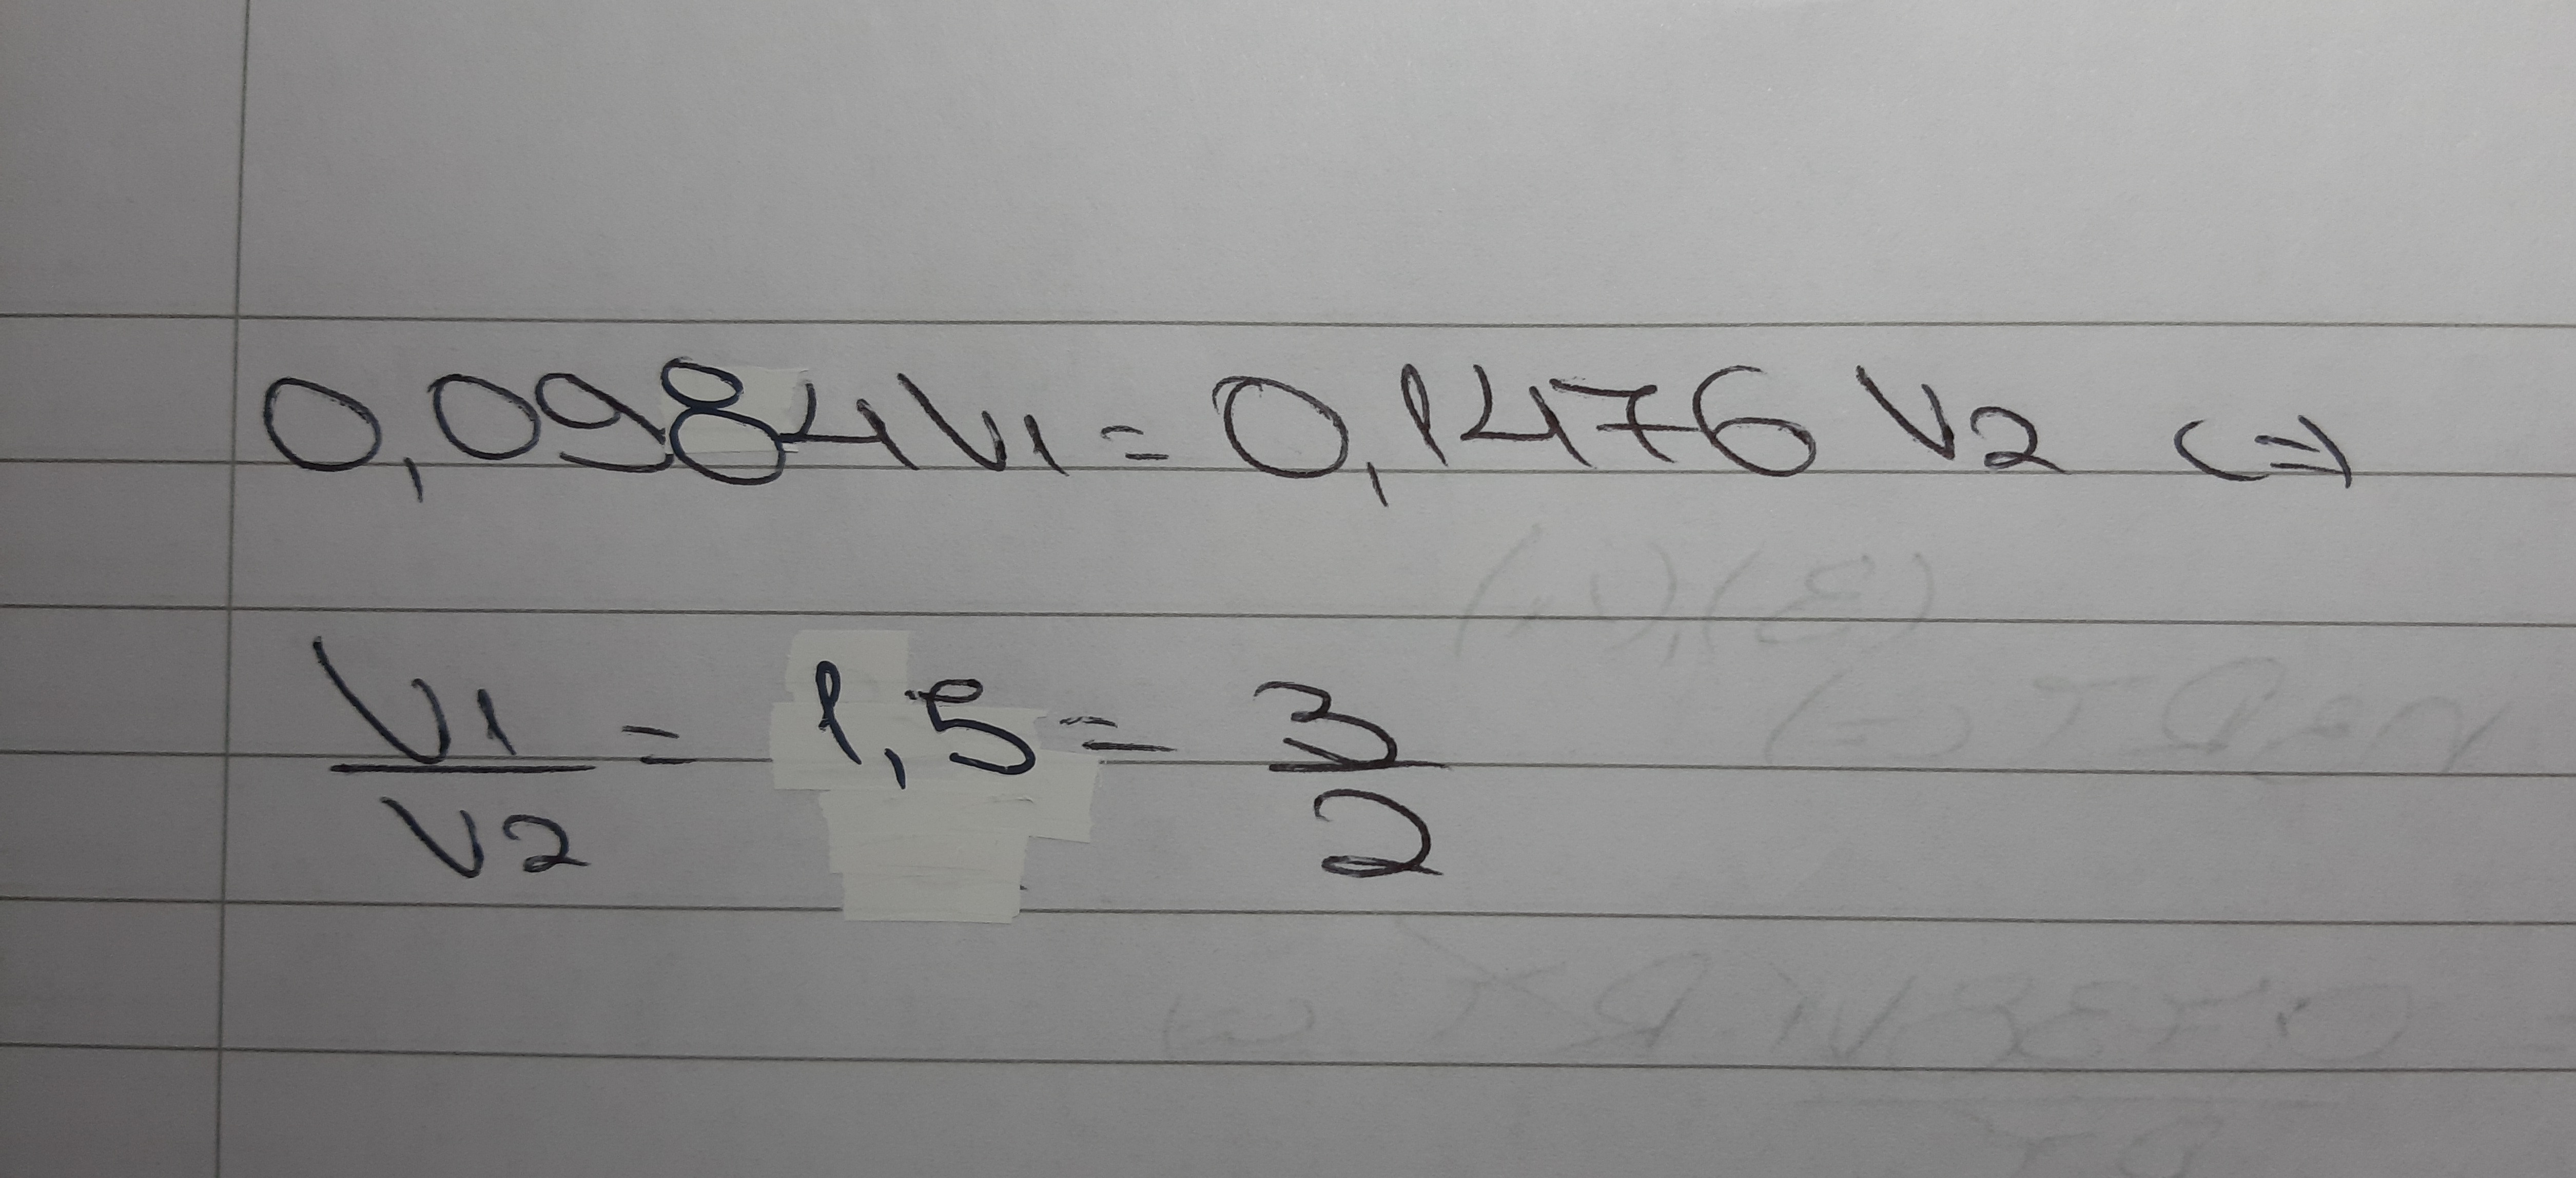 0,0984V1 = 0,1476 V2 <=>
V1/V2 = 1,5 = 3/2